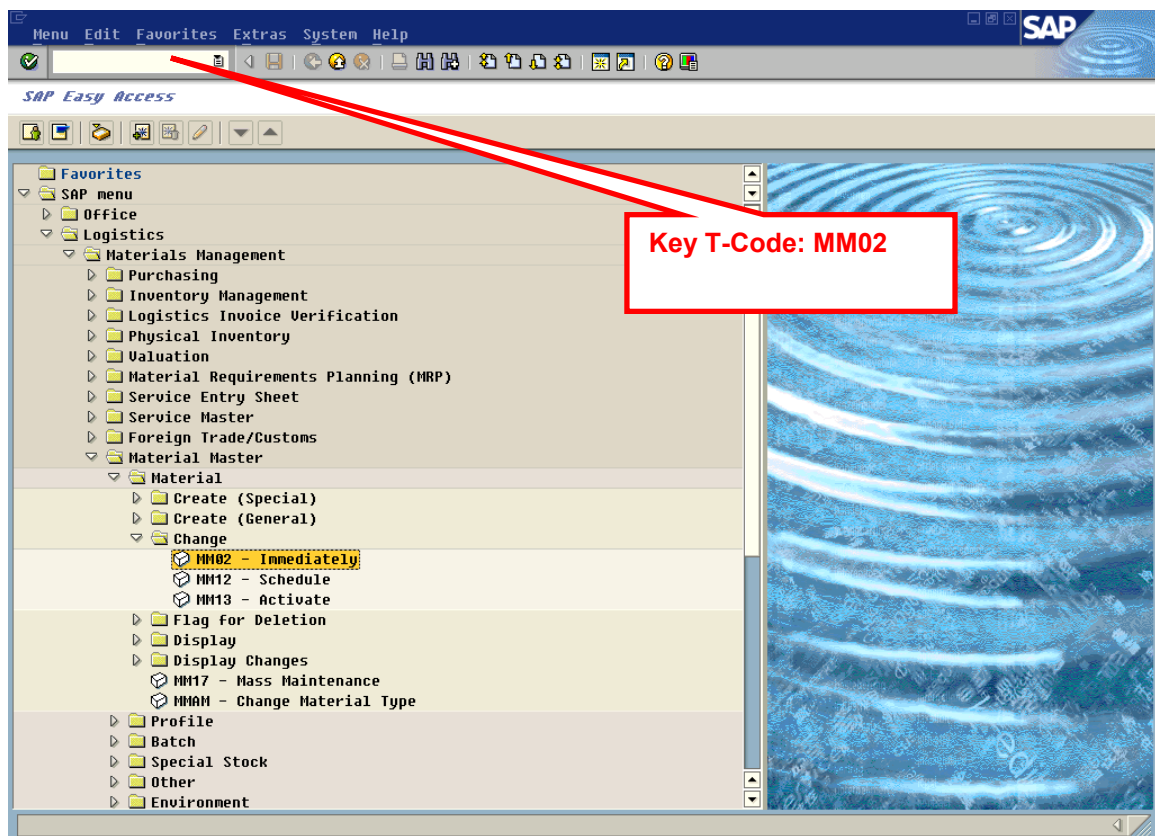 Menu Edit Favorites Extras System Help
SAP
SAP Easy Access
Favorites
SAP menu
Office
Logistics
Materials Management
Purchasing
Inventory Management
Logistics Invoice Verification
Physical Inventory
Valuation
Material Requirements Planning (MRP)
Service Entry Sheet
Service Master
Foreign Trade/Customs
Material Master
Material
Create (Special)
Create (General)
Change
MM02 - Immediately
MM12 - Schedule
MM13 - Activate
Flag for Deletion
Display
Display Changes
MM17 - Mass Maintenance
MMAM - Change Material Type
Profile
Batch
Special Stock
Other
Environment
Key T-Code: MM02